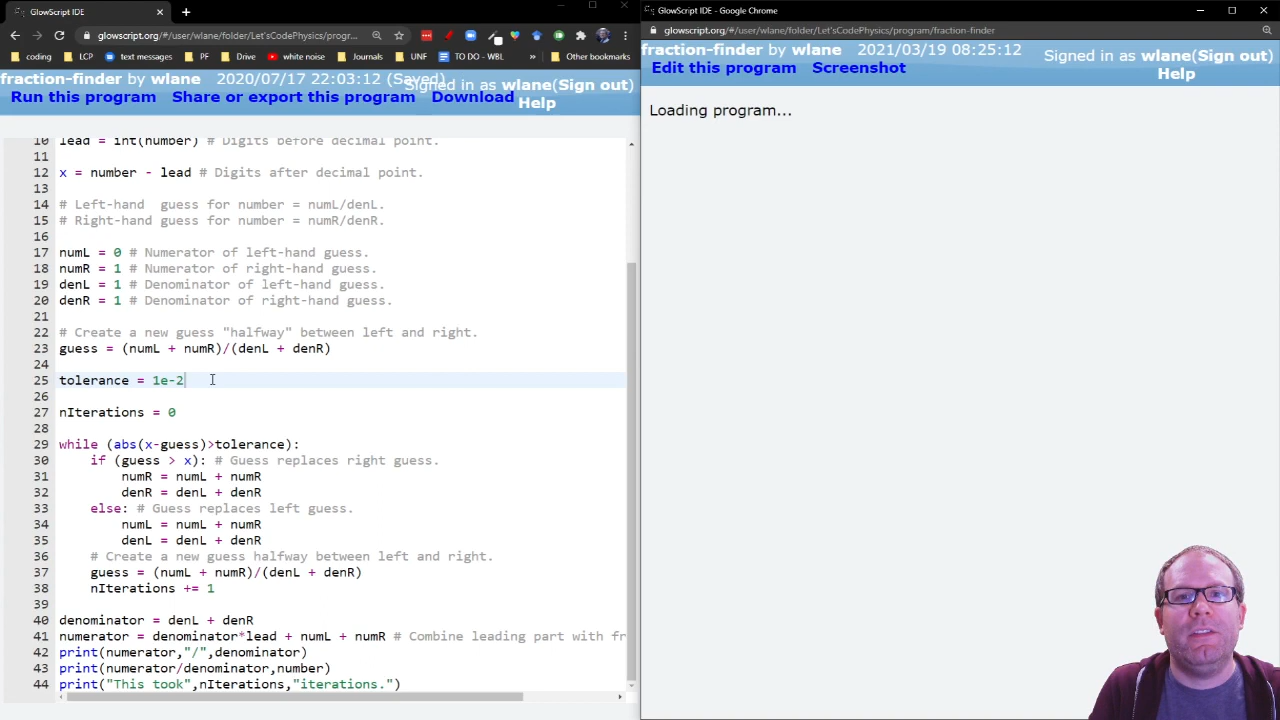 GlowScript IDE
glowscript.org/#/user/wlane/folder/Let'sCodePhysics/progr...
coding
LCP
text messages
PF
Drive
white noise
Journals
UNF
TO DO - WBL
»
Other bookmarks
fraction-finder by wlane 2020/07/17 22:03:12 (Saved)
Signed in as wlane(Sign out)
Run this program Share or export this program Download
Help
10 lead = int(number) # Digits before decimal point.
11
12 x = number - lead # Digits after decimal point.
13
14 # Left-hand  guess for number = numL/denL.
15 # Right-hand guess for number = numR/denR.
16
17 numL = 0 # Numerator of left-hand guess.
18 numR = 1 # Numerator of right-hand guess.
19 denL = 1 # Denominator of left-hand guess.
20 denR = 1 # Denominator of right-hand guess.
21
22 # Create a new guess "halfway" between left and right.
23 guess = (numL + numR)/(denL + denR)
24
25 tolerance = 1e-2
26
27 nIterations = 0
28
29 while (abs(x-guess)>tolerance):
30     if (guess > x): # Guess replaces right guess.
31         numR = numL + numR
32         denR = denL + denR
33     else: # Guess replaces left guess.
34         numL = numL + numR
35         denL = denL + denR
36     # Create a new guess halfway between left and right.
37     guess = (numL + numR)/(denL + denR)
38     nIterations += 1
39
40 denominator = denL + denR
41 numerator = denominator*lead + numL + numR # Combine leading part with fr
42 print(numerator,"/",denominator)
43 print(numerator/denominator,number)
44 print("This took",nIterations,"iterations.")
GlowScript IDE - Google Chrome
glowscript.org/#/user/wlane/folder/Let'sCodePhysics/program/fraction-finder
fraction-finder by wlane 2021/03/19 08:25:12
Signed in as wlane(Sign out)
Edit this program Screenshot
Help
Loading program...